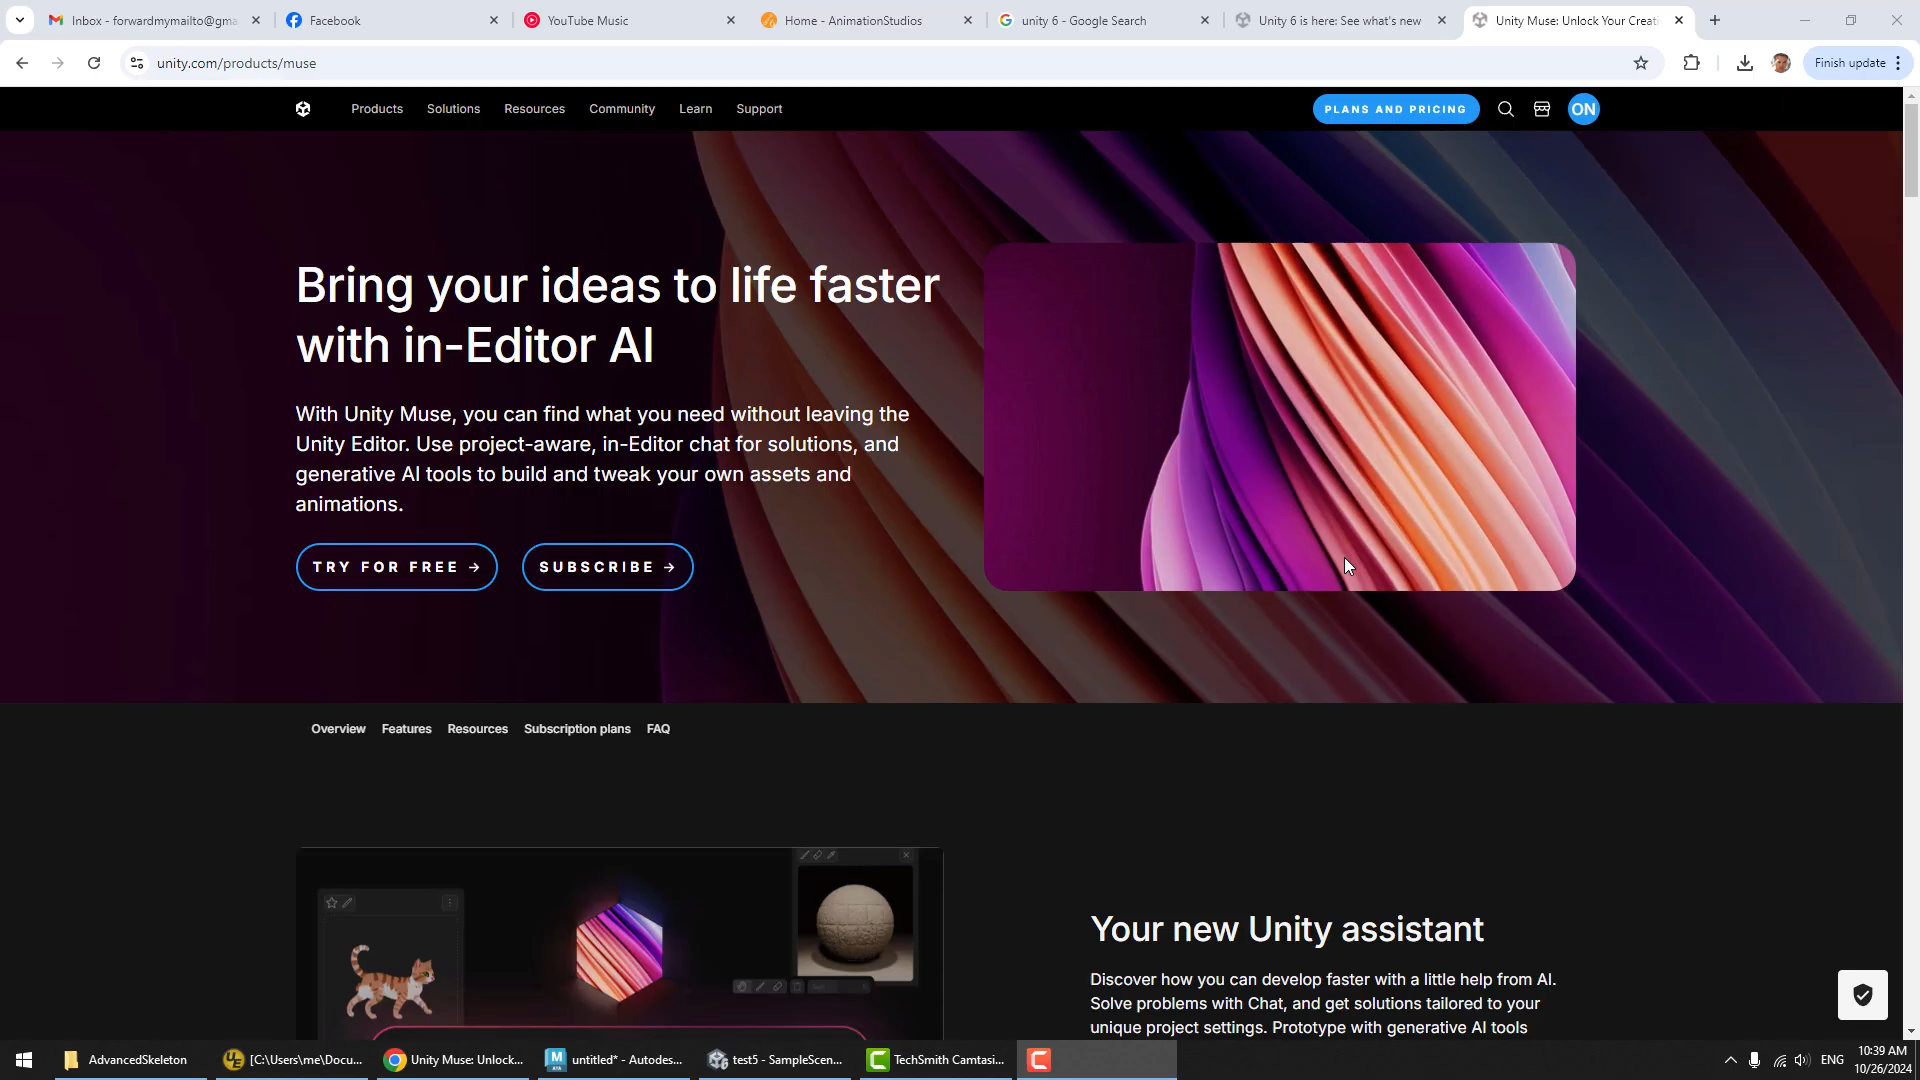 Inbox - forwardmymailto@gma
Facebook
YouTube Music
Home - AnimationStudios
unity 6 - Google Search
Unity 6 is here: See what's new
Unity Muse: Unlock Your Creati
unity.com/products/muse
Finish update
Products
Solutions
Resources
Community
Learn
Support
PLANS AND PRICING
ON
Bring your ideas to life faster
with in-Editor AI
With Unity Muse, you can find what you need without leaving the
Unity Editor. Use project-aware, in-Editor chat for solutions, and
generative AI tools to build and tweak your own assets and
animations.
TRY FOR FREE →
SUBSCRIBE →
Overview
Features
Resources
Subscription plans
FAQ
Your new Unity assistant
Discover how you can develop faster with a little help from AI.
Solve problems with Chat, and get solutions tailored to your
unique project settings. Prototype with generative AI tools
AdvancedSkeleton
[C:\Users\me\Docu...
Unity Muse: Unlock...
untitled* - Autodes...
test5 - SampleScen...
TechSmith Camtasi...
ENG
10:39 AM
10/26/2024